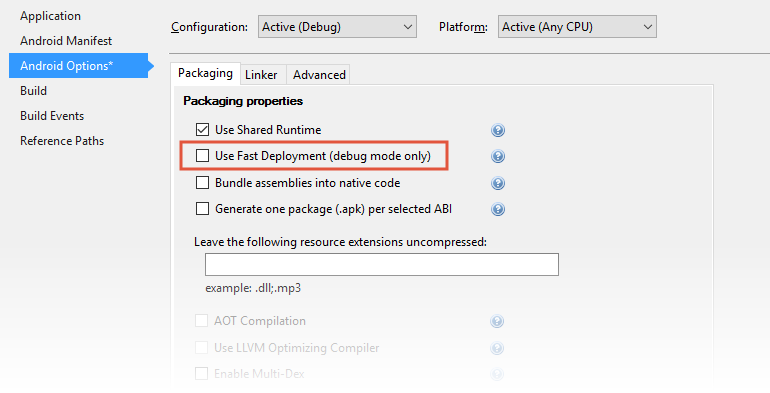 Application
Android Manifest
Android Options*
Build
Build Events
Reference Paths
Configuration: Active (Debug) Platform: Active (Any CPU)
Packaging Linker Advanced
Packaging properties
Use Shared Runtime
Use Fast Deployment (debug mode only)
Bundle assemblies into native code
Generate one package (.apk) per selected ABI
Leave the following resource extensions uncompressed:
example: .dll;.mp3
AOT Compilation
Use LLVM Optimizing Compiler
Enable Multi-Dex